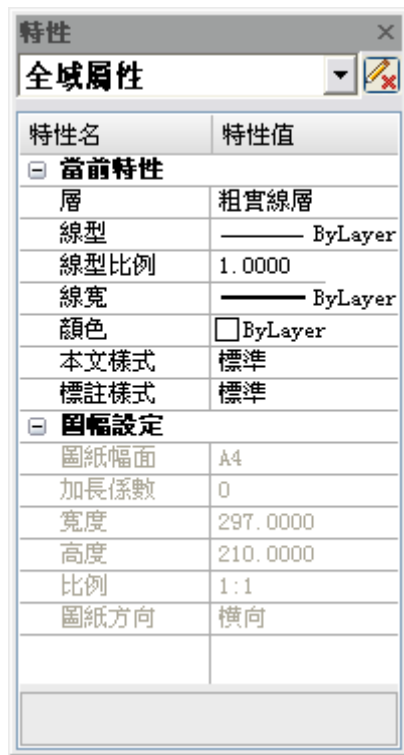 特性
全域屬性
特性名 特性值
當前特性
層 粗實線層
線型 ByLayer
線型比例 1.0000
線寬 ByLayer
顏色 ByLayer
本文樣式 標準
標註樣式 標準
圖幅設定
圖紙幅面 A4
加長係數 0
寬度 297.0000
高度 210.0000
比例 1:1
圖紙方向 橫向